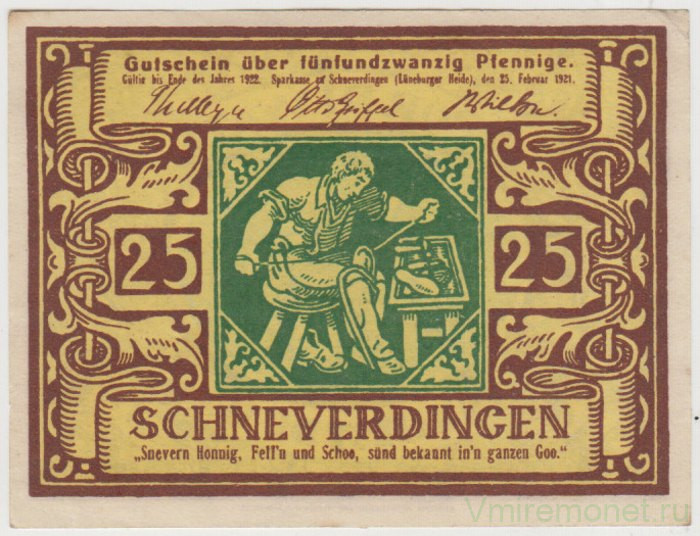 Gutschein über fünfundzwanzig Pfennige.
Gültig bis Ende des Jahres 1922. Sparkasse zu Schneverdingen (Lüneburger Heide), den 25. Februar 1921.
25 25
SCHNEVERDINGEN
„Snevern Honnig, Fell'n und Schoo, sünd bekannt in'n ganzen Goo."
Vmiremonet.ru